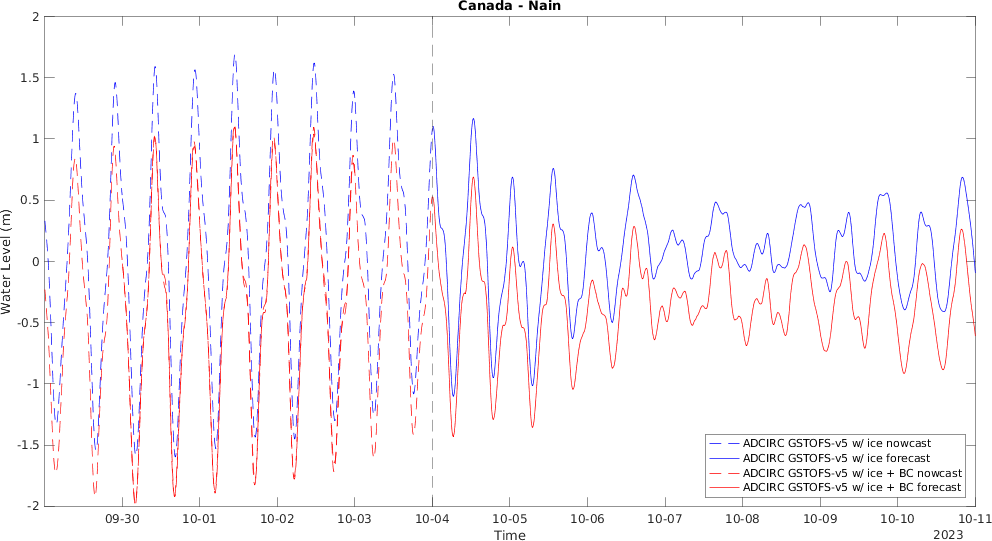 Canada - Nain
Water Level (m)
2
1.5
1
0.5
0
-0.5
-1
-1.5
-2
ADCIRC GSTOFS-v5 w/ ice nowcast
ADCIRC GSTOFS-v5 w/ ice forecast
ADCIRC GSTOFS-v5 w/ ice + BC nowcast
ADCIRC GSTOFS-v5 w/ ice + BC forecast
09-30 10-01 10-02 10-03 10-04 10-05 10-06 10-07 10-08 10-09 10-10 10-11
Time
2023